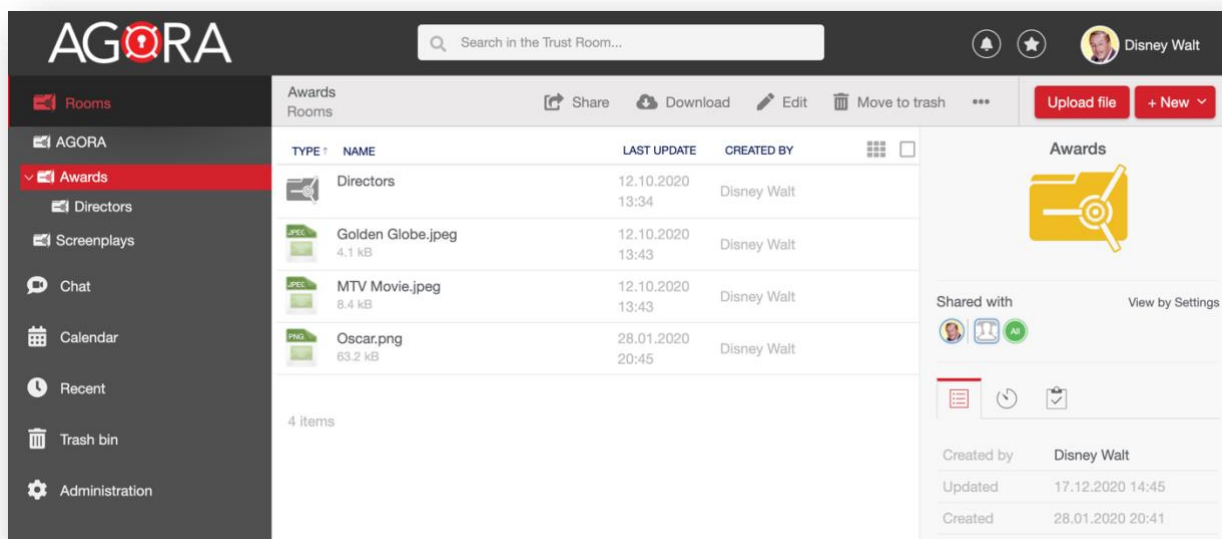 AGORA
Search in the Trust Room...
Disney Walt
Rooms
AGORA
Awards
Directors
Screenplays
Chat
Calendar
Recent
Trash bin
Administration
Awards
Rooms
Share
Download
Edit
Move to trash
Upload file
+ New
TYPE↑ NAME LAST UPDATE CREATED BY
Directors 12.10.2020 Disney Walt
13:34
JPEG Golden Globe.jpeg 12.10.2020 Disney Walt
4.1 kB 13:43
JPEG MTV Movie.jpeg 12.10.2020 Disney Walt
8.4 kB 13:43
PNG Oscar.png 28.01.2020 Disney Walt
63.2 kB 20:45
4 items
Awards
Shared with View by Settings
All
Created by Disney Walt
Updated 17.12.2020 14:45
Created 28.01.2020 20:41